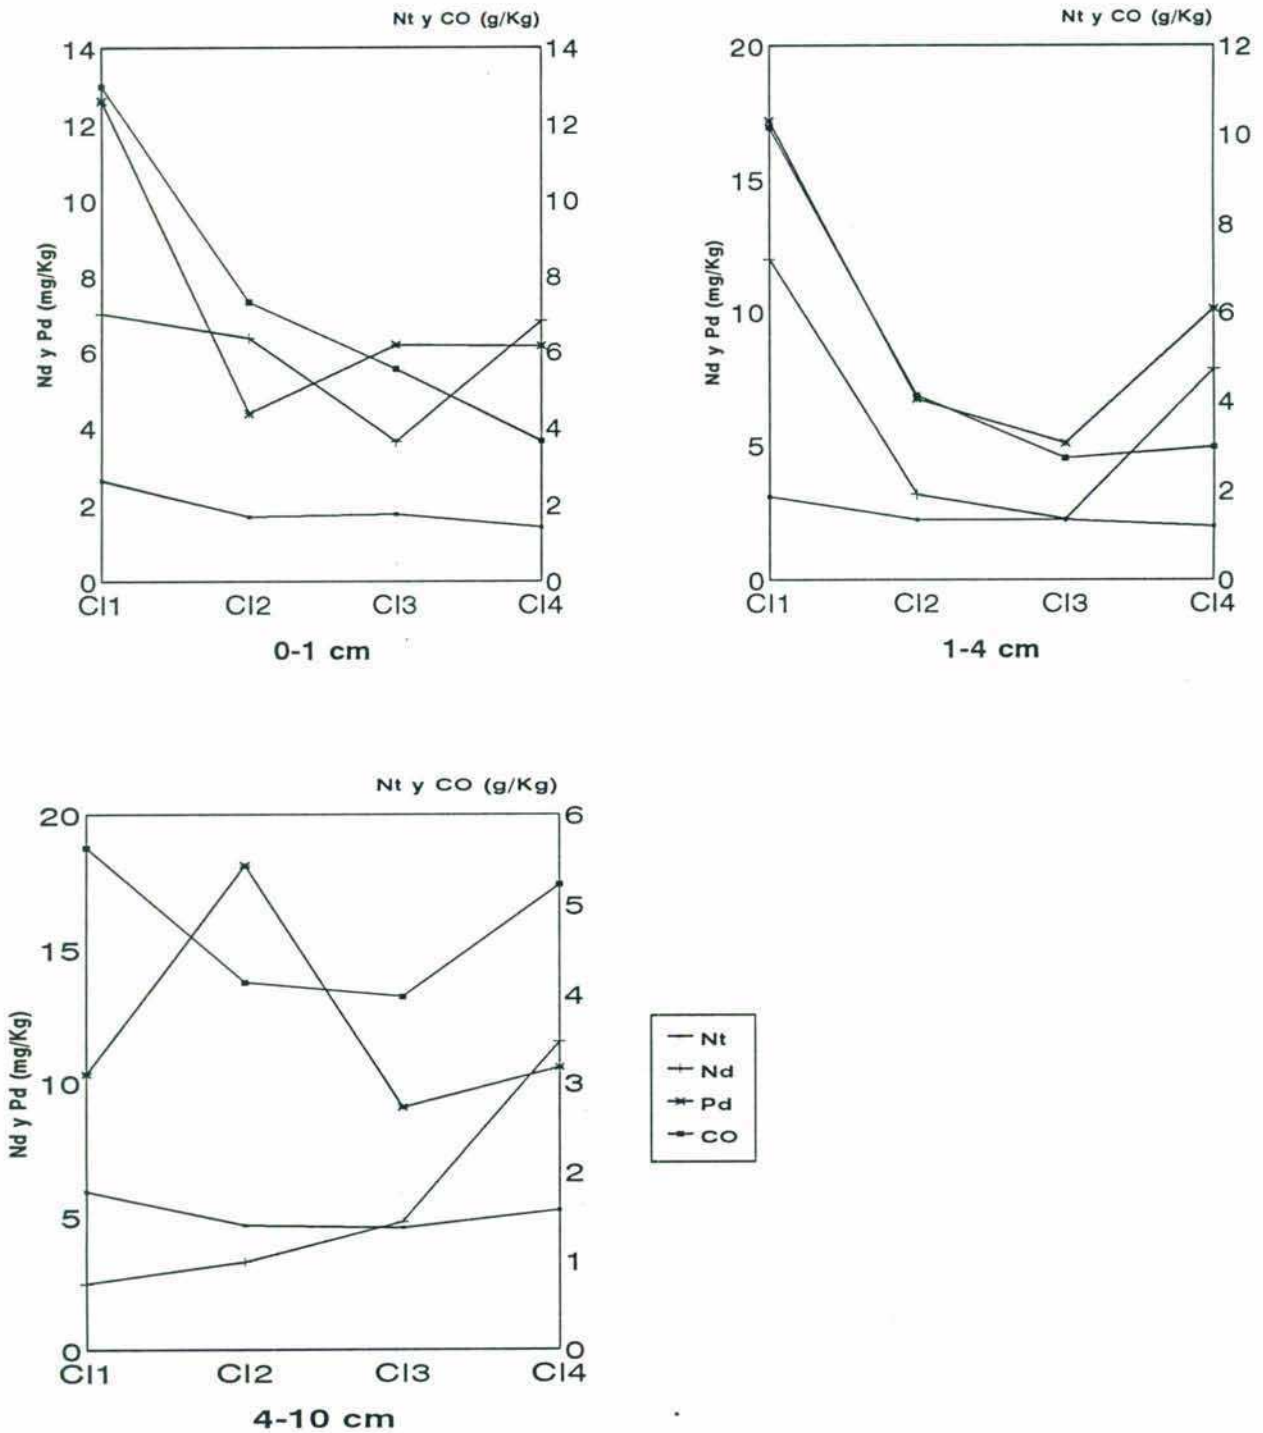 Nt y CO (g/Kg)
14 14
12 12
10 10
8 8
6 6
4 4
2 2
0 0
Nd y Pd (mg/Kg)
Cl1 Cl2 Cl3 Cl4
0-1 cm
Nt y CO (g/Kg)
20 12
15 10
10 8
5 6
0 4
2
0
Nd y Pd (mg/Kg)
Cl1 Cl2 Cl3 Cl4
1-4 cm
Nt y CO (g/Kg)
20 6
15 5
10 4
5 3
0 2
1
0
Nd y Pd (mg/Kg)
Cl1 Cl2 Cl3 Cl4
4-10 cm
Nt
Nd
Pd
CO